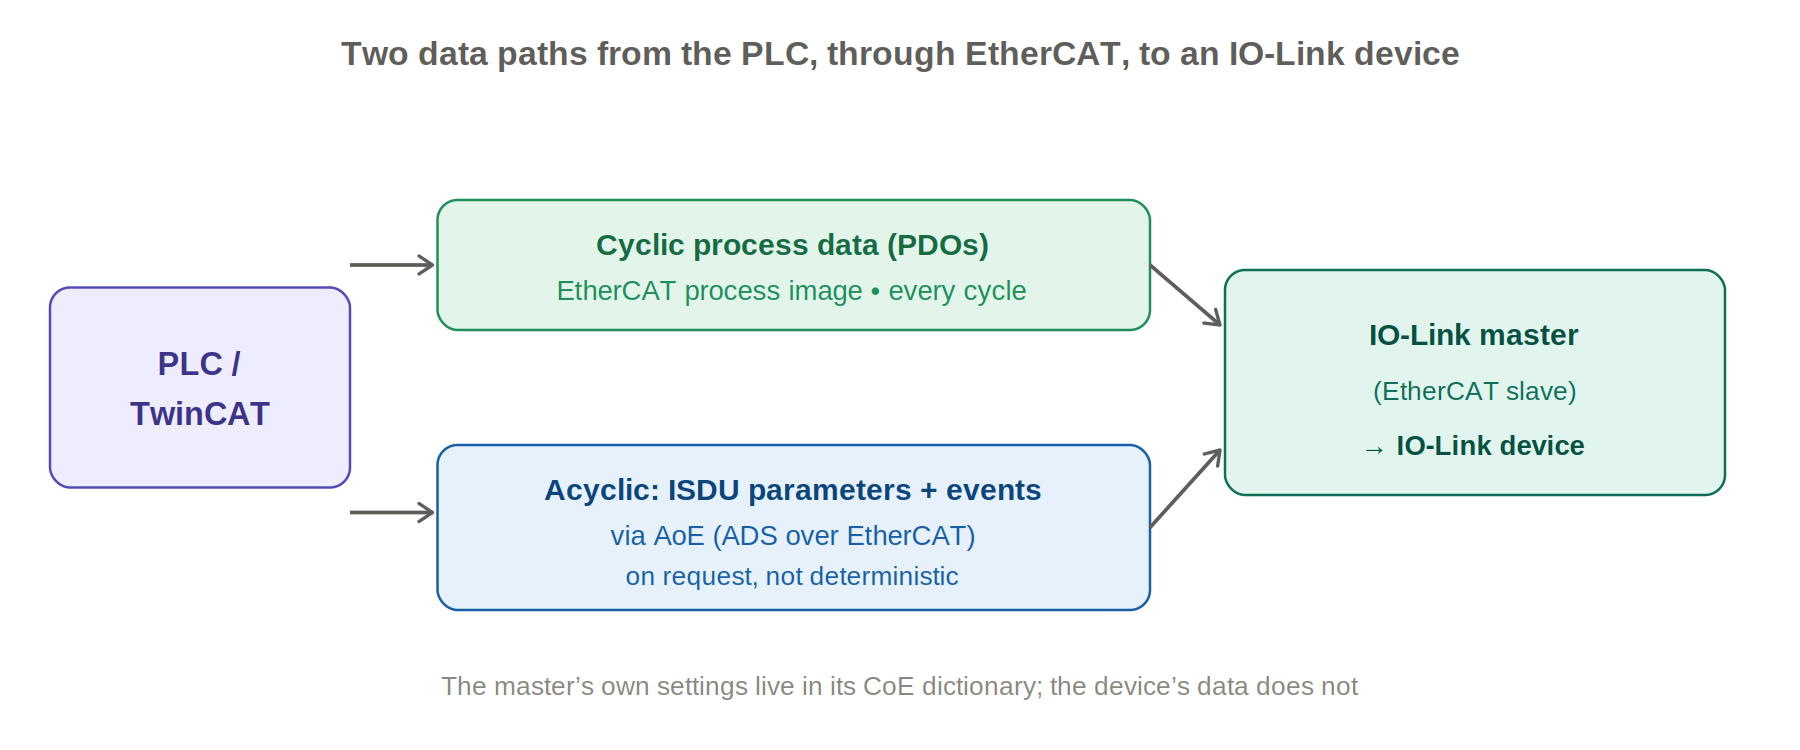 Two data paths from the PLC, through EtherCAT, to an IO-Link device
PLC /
TwinCAT
Cyclic process data (PDOs)
EtherCAT process image • every cycle
Acyclic: ISDU parameters + events
via AoE (ADS over EtherCAT)
on request, not deterministic
IO-Link master
(EtherCAT slave)
→ IO-Link device
The master’s own settings live in its CoE dictionary; the device’s data does not